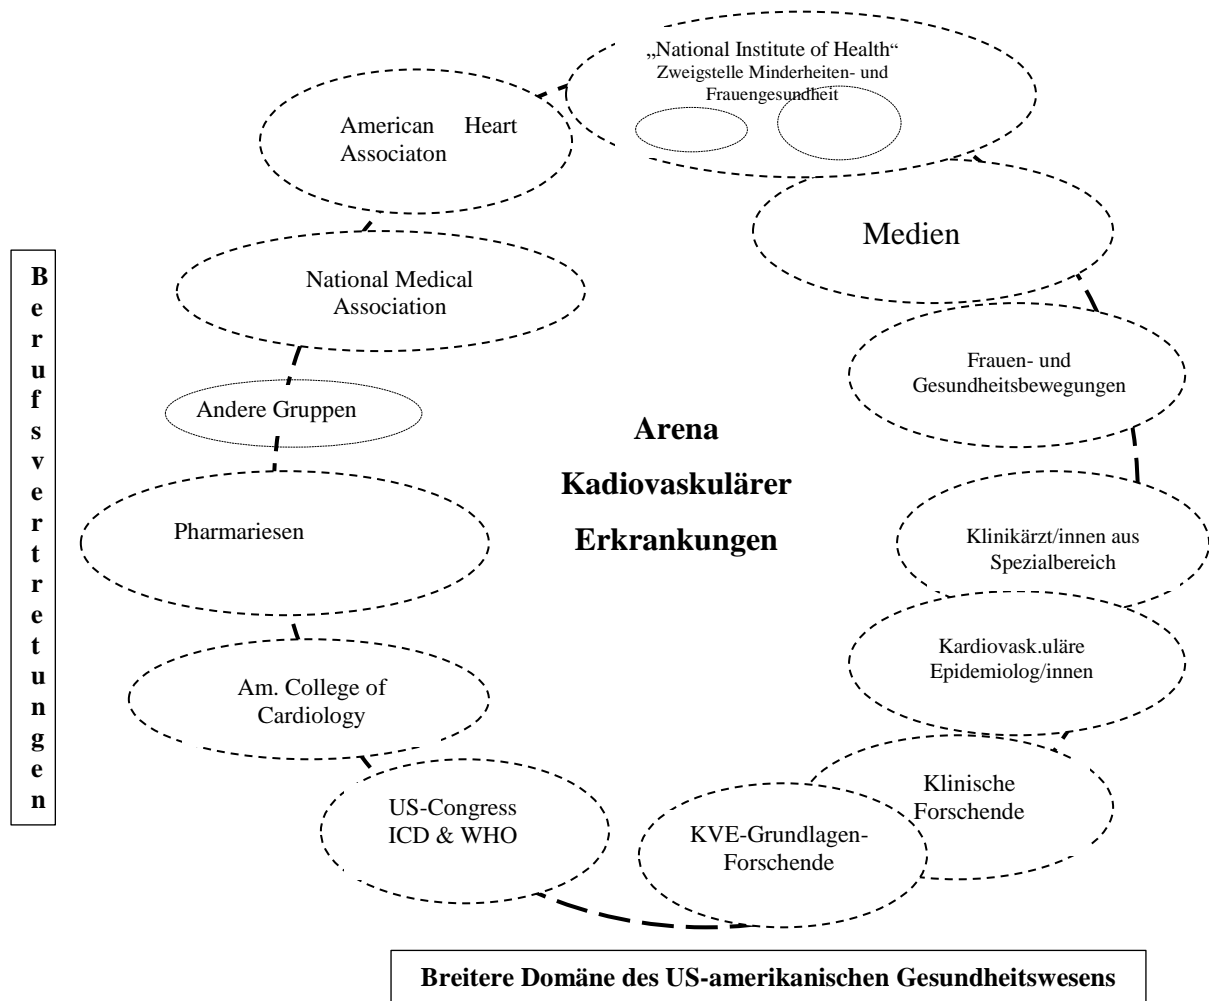 „National Institute of Health“
Zweigstelle Minderheiten- und
Frauengesundheit
American Heart
Associaton
Medien
National Medical
Association
Frauen- und
Gesundheitsbewegungen
Andere Gruppen
Arena
Kadiovaskulärer
Erkrankungen
Pharmariesen
Klinikärzt/innen aus
Spezialbereich
Kardiovask.uläre
Epidemiolog/innen
Am. College of
Cardiology
Klinische
Forschende
US-Congress
ICD & WHO
KVE-Grundlagen-
Forschende
Berufsvertretungen
Breitere Domäne des US-amerikanischen Gesundheitswesens